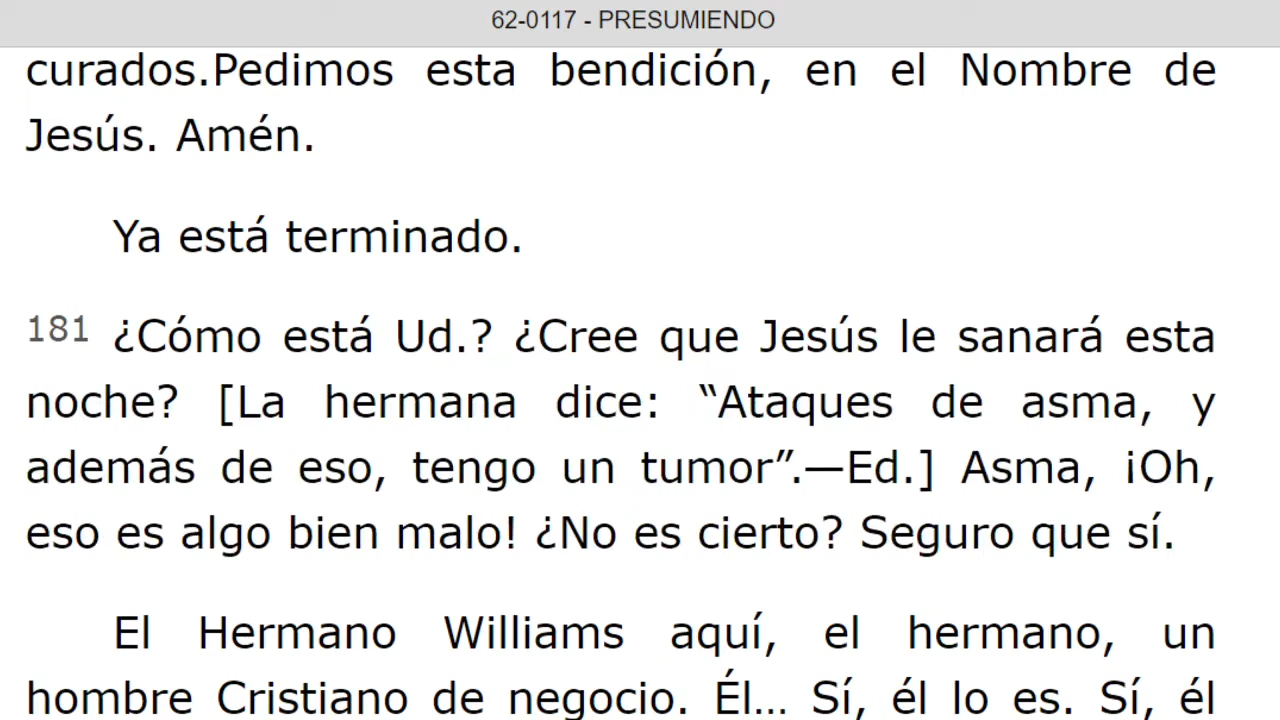 62-0117 - PRESUMIENDO
curados.Pedimos esta bendición, en el Nombre de
Jesús. Amén.
Ya está terminado.
181 ¿Cómo está Ud.? ¿Cree que Jesús le sanará esta
noche? [La hermana dice: “Ataques de asma, y
además de eso, tengo un tumor”.—Ed.] Asma, ¡Oh,
eso es algo bien malo! ¿No es cierto? Seguro que sí.
El Hermano Williams aquí, el hermano, un
hombre Cristiano de negocio. Él... Sí, él lo es. Sí, él